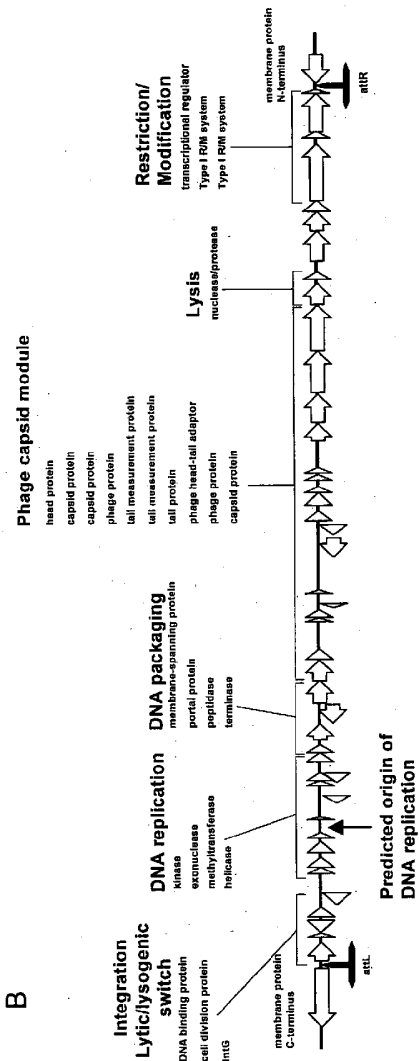 B
Integration
Lytic/lysogenic
switch
DNA binding protein
cell division protein
IntG
membrane protein
C-terminus
attL
DNA replication
kinase
exonuclease
methyltransferase
helicase
Predicted origin of
DNA replication
DNA packaging
membrane-spanning protein
portal protein
peptidase
terminase
Phage capsid module
head protein
capsid protein
capsid protein
phage protein
tail measurement protein
tail measurement protein
tail protein
phage head-tail adaptor
phage protein
capsid protein
Lysis
nuclease/protease
Restriction/
Modification
transcriptional regulator
Type I R/M system
Type I R/M system
membrane protein
N-terminus
attR